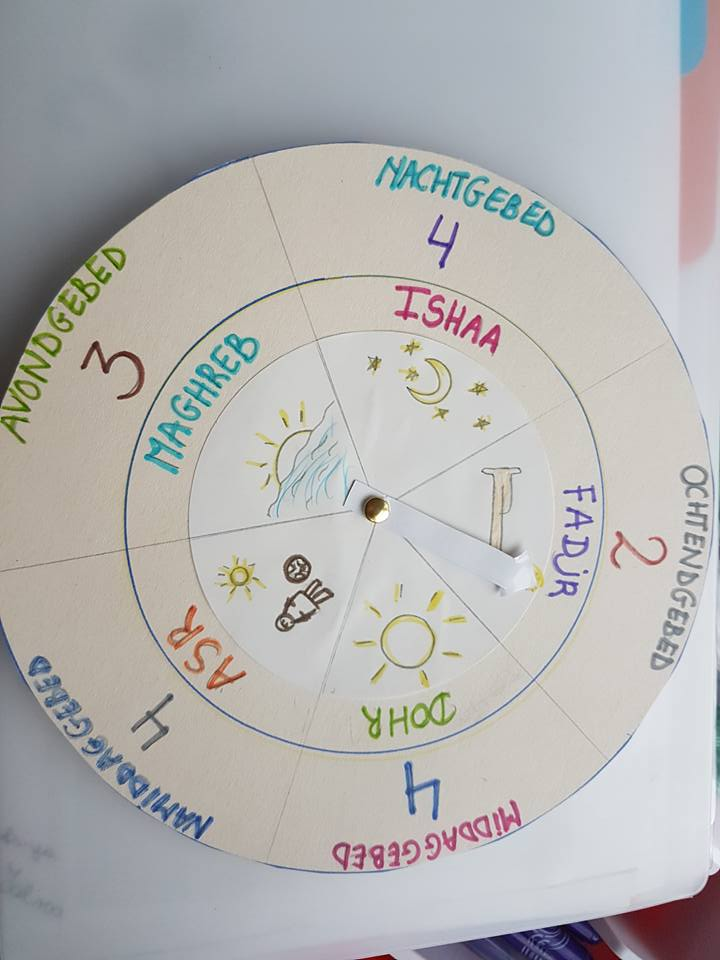 NACHTGEBED
4
ISHAA
OCHTENDGEBED
2
FADJR
MIDDAGGEBED
4
DOHR
NAMIDDAGGEBED
4
ASR
AVONDGEBED
3
MAGHREB